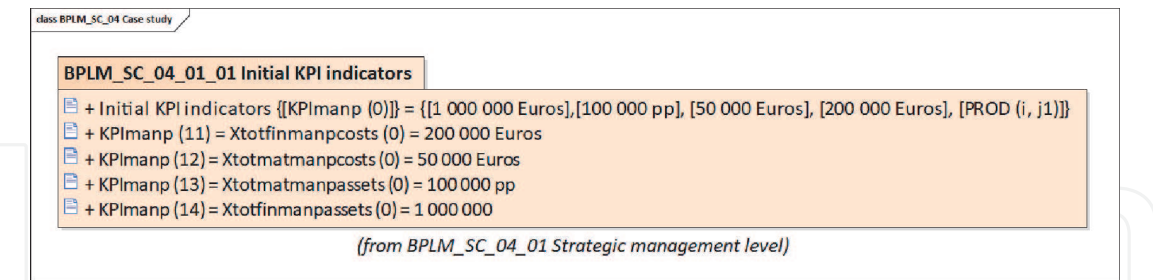 class BPLM_SC_04 Case study
BPLM_SC_04_01_01 Initial KPI indicators
+ Initial KPI indicators {[KPImanp (0)]} = {[1 000 000 Euros],[100 000 pp], [50 000 Euros], [200 000 Euros], [PROD (i, j1)]}
+ KPImanp (11) = Xtotfinmanpcosts (0) = 200 000 Euros
+ KPImanp (12) = Xtotmatmanpcosts (0) = 50 000 Euros
+ KPImanp (13) = Xtotmatmanpassets (0) = 100 000 pp
+ KPImanp (14) = Xtotfinmanpassets (0) = 1 000 000
(from BPLM_SC_04_01 Strategic management level)